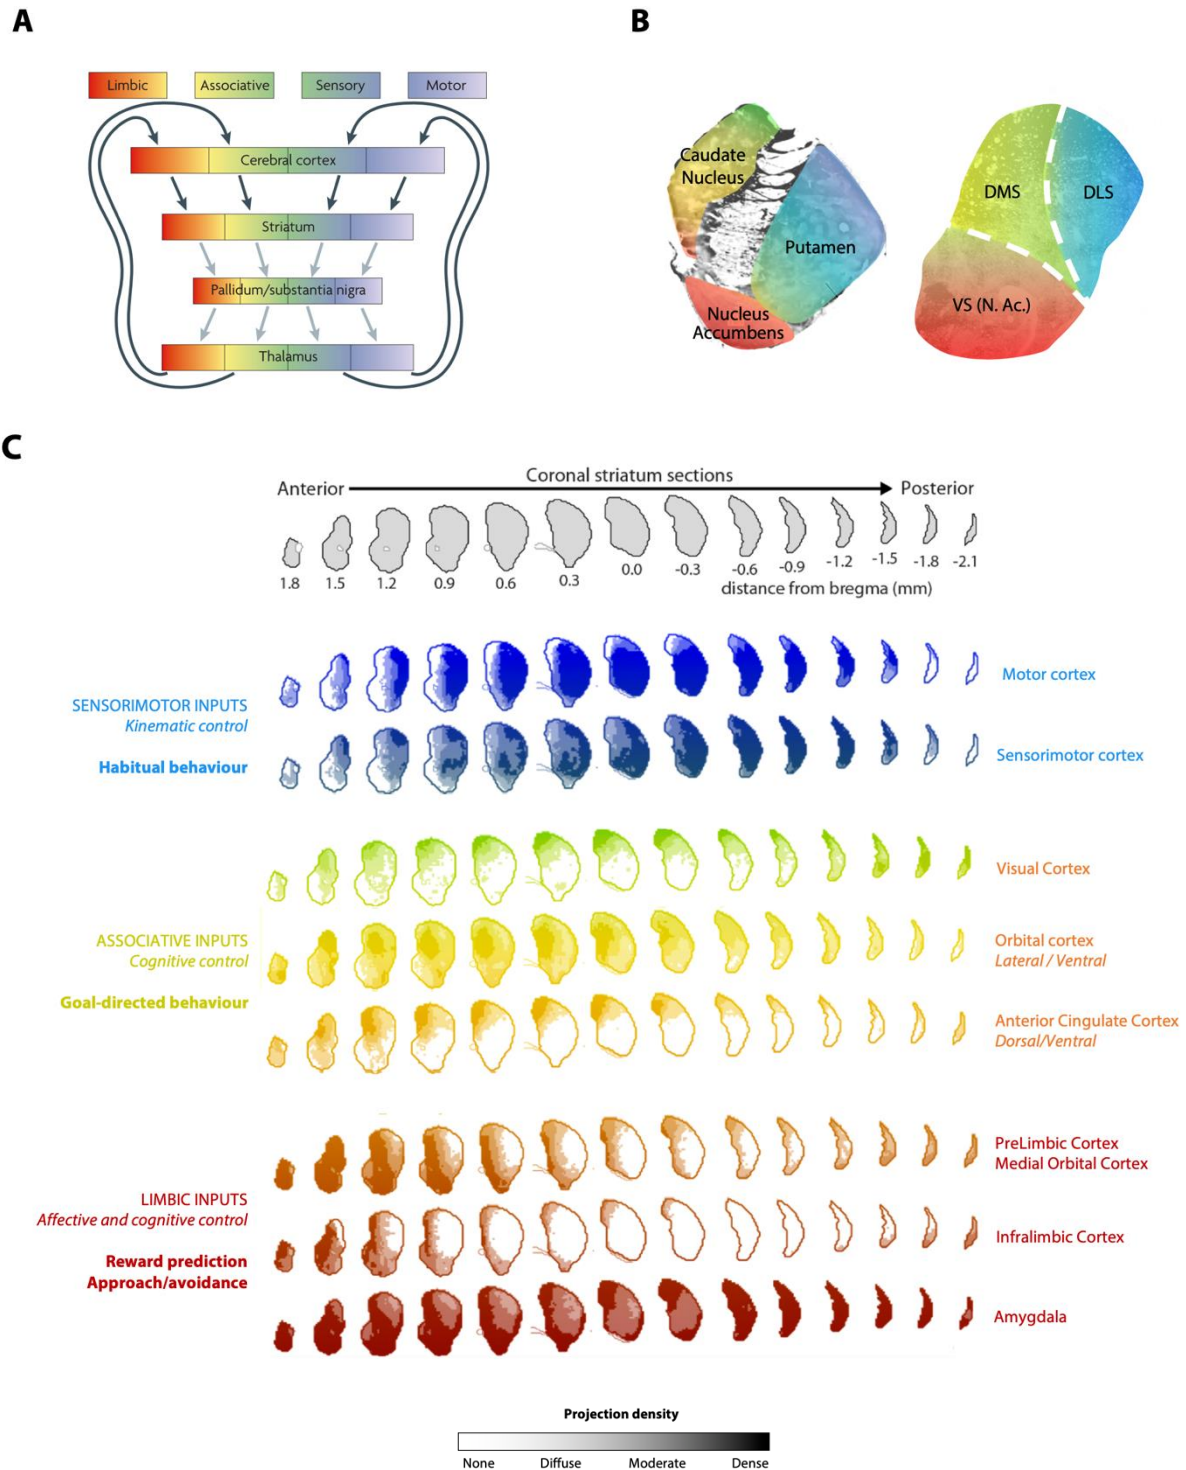 A
Limbic
Associative
Sensory
Motor
Cerebral cortex
Striatum
Pallidum/substantia nigra
Thalamus
B
Caudate
Nucleus
Putamen
Nucleus
Accumbens
DMS
DLS
VS (N. Ac.)
C
Coronal striatum sections
Anterior
Posterior
1.8
1.5
1.2
0.9
0.6
0.3
0.0
-0.3
-0.6
-0.9
-1.2
-1.5
-1.8
-2.1
distance from bregma (mm)
SENSORIMOTOR INPUTS
Kinematic control
Habitual behaviour
Motor cortex
Sensorimotor cortex
ASSOCIATIVE INPUTS
Cognitive control
Goal-directed behaviour
Visual Cortex
Orbital cortex
Lateral / Ventral
Anterior Cingulate Cortex
Dorsal/Ventral
LIMBIC INPUTS
Affective and cognitive control
Reward prediction
Approach/avoidance
PreLimbic Cortex
Medial Orbital Cortex
Infralimbic Cortex
Amygdala
Projection density
None
Diffuse
Moderate
Dense